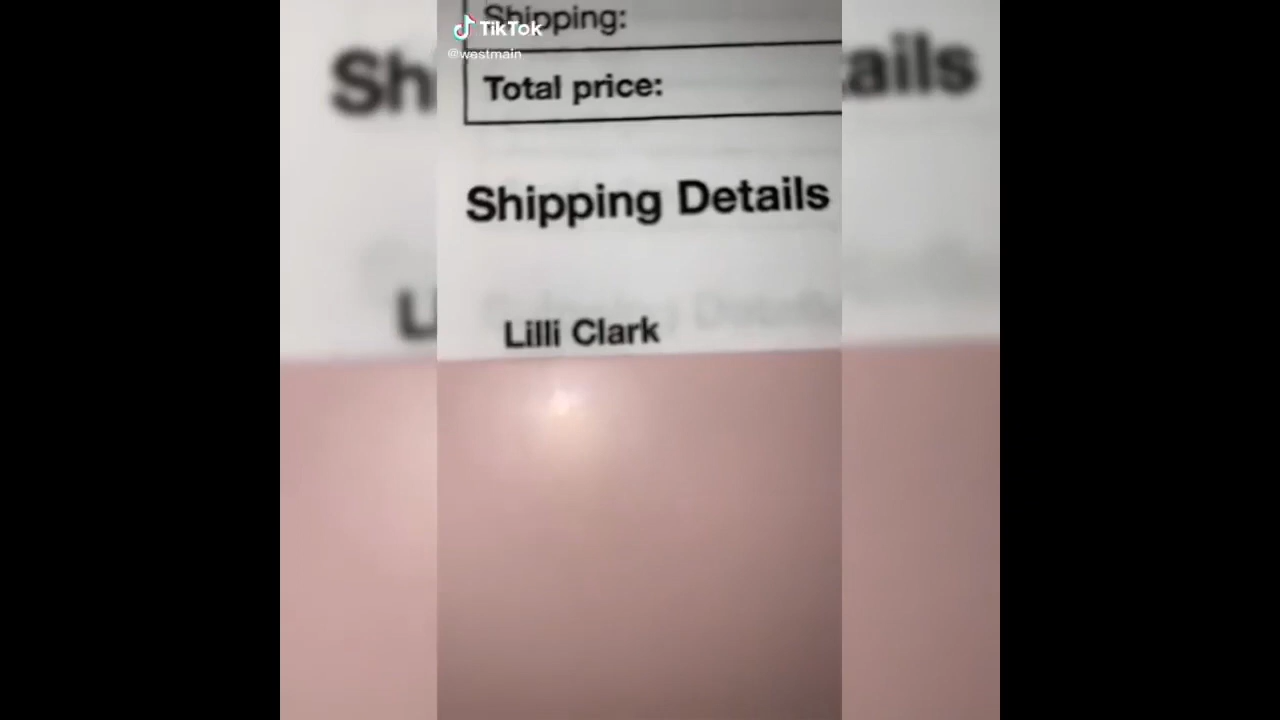 Shipping:
TikTok
@westmain
Total price:
Shipping Details
Lilli Clark